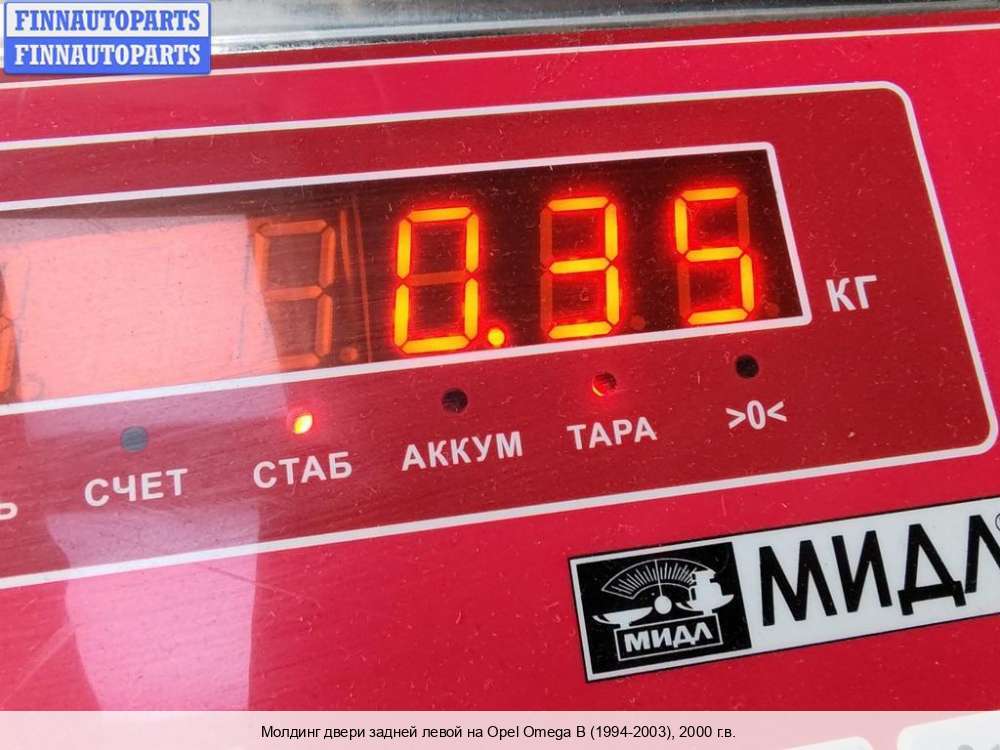 FINNAUTOPARTS
FINNAUTOPARTS
0.35
КГ
СЧЕТ СТАБ АККУМ ТАРА >0<
МИДЛ
МИДЛ
Молдинг двери задней левой на Opel Omega B (1994-2003), 2000 г.в.